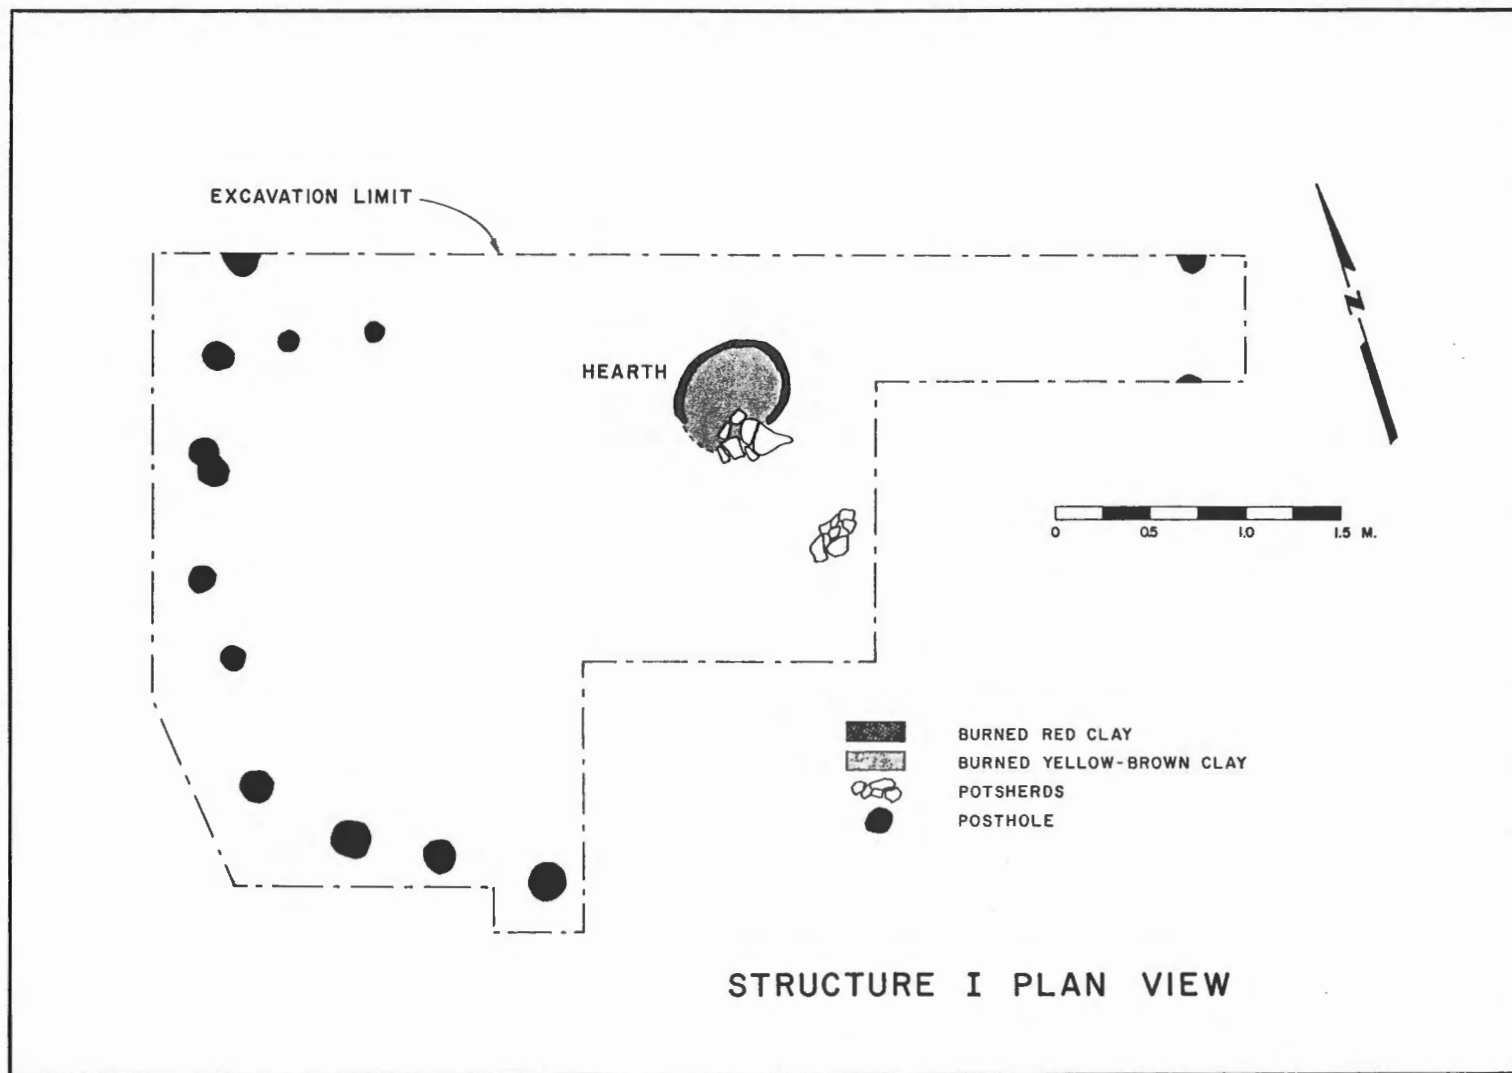 EXCAVATION LIMIT
N
HEARTH
0 0.5 1.0 1.5 M.
BURNED RED CLAY
BURNED YELLOW-BROWN CLAY
POTSHERDS
POSTHOLE
STRUCTURE I PLAN VIEW